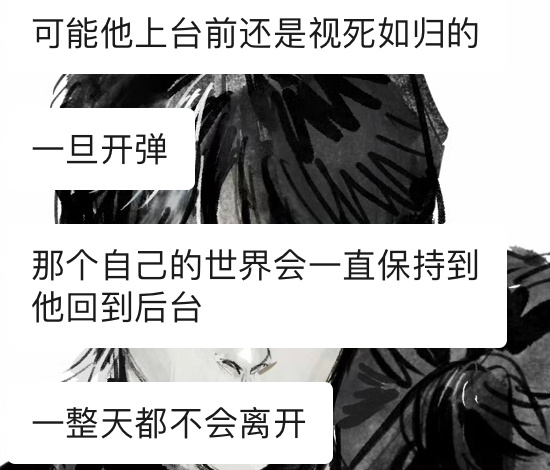 可能他上台前还是视死如归的
一旦开弹
那个自己的世界会一直保持到
他回到后台
一整天都不会离开